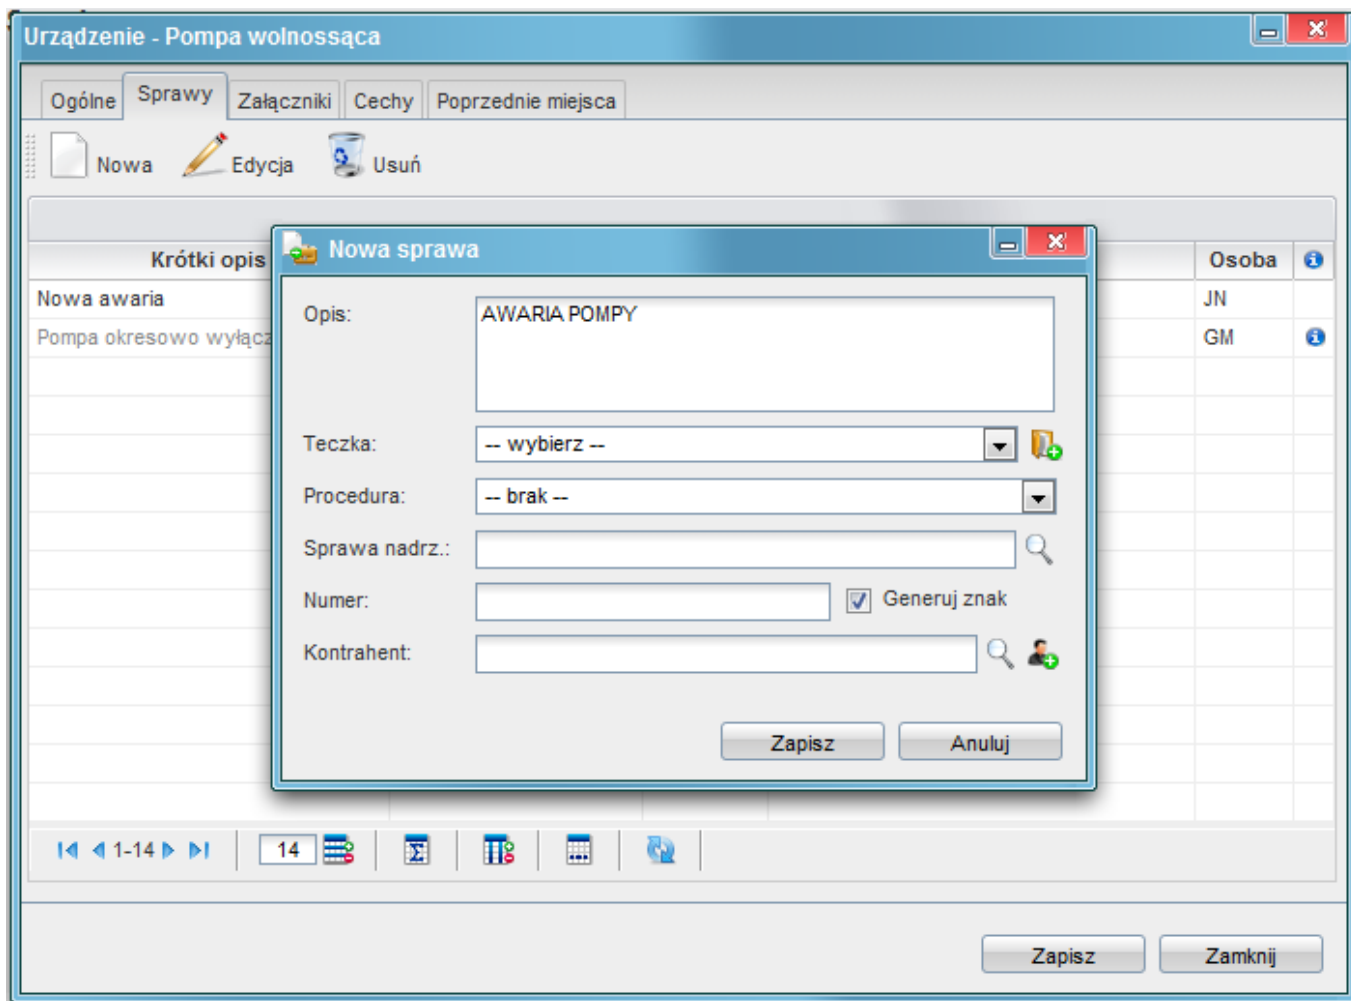 Urządzenie - Pompa wolnossąca
Ogólne Sprawy Załączniki Cechy Poprzednie miejsca
Nowa Edycja Usuń
Krótki opis Osoba
Nowa awaria JN
Pompa okresowo wyłącz GM
Nowa sprawa
Opis: AWARIA POMPY
Teczka: -- wybierz --
Procedura: -- brak --
Sprawa nadrz.:
Numer: Generuj znak
Kontrahent:
Zapisz Anuluj
1-14 14
Zapisz Zamknij